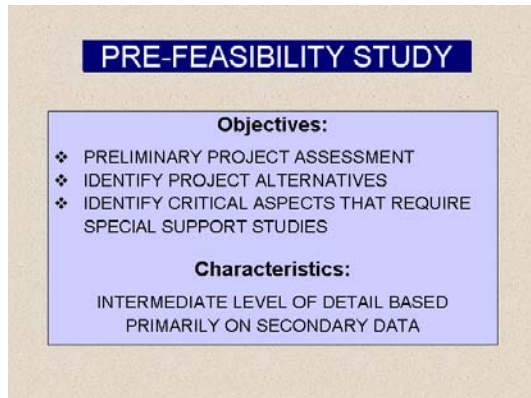 PRE-FEASIBILITY STUDY
Objectives:
❖ PRELIMINARY PROJECT ASSESSMENT
❖ IDENTIFY PROJECT ALTERNATIVES
❖ IDENTIFY CRITICAL ASPECTS THAT REQUIRE
SPECIAL SUPPORT STUDIES
Characteristics:
INTERMEDIATE LEVEL OF DETAIL BASED
PRIMARILY ON SECONDARY DATA